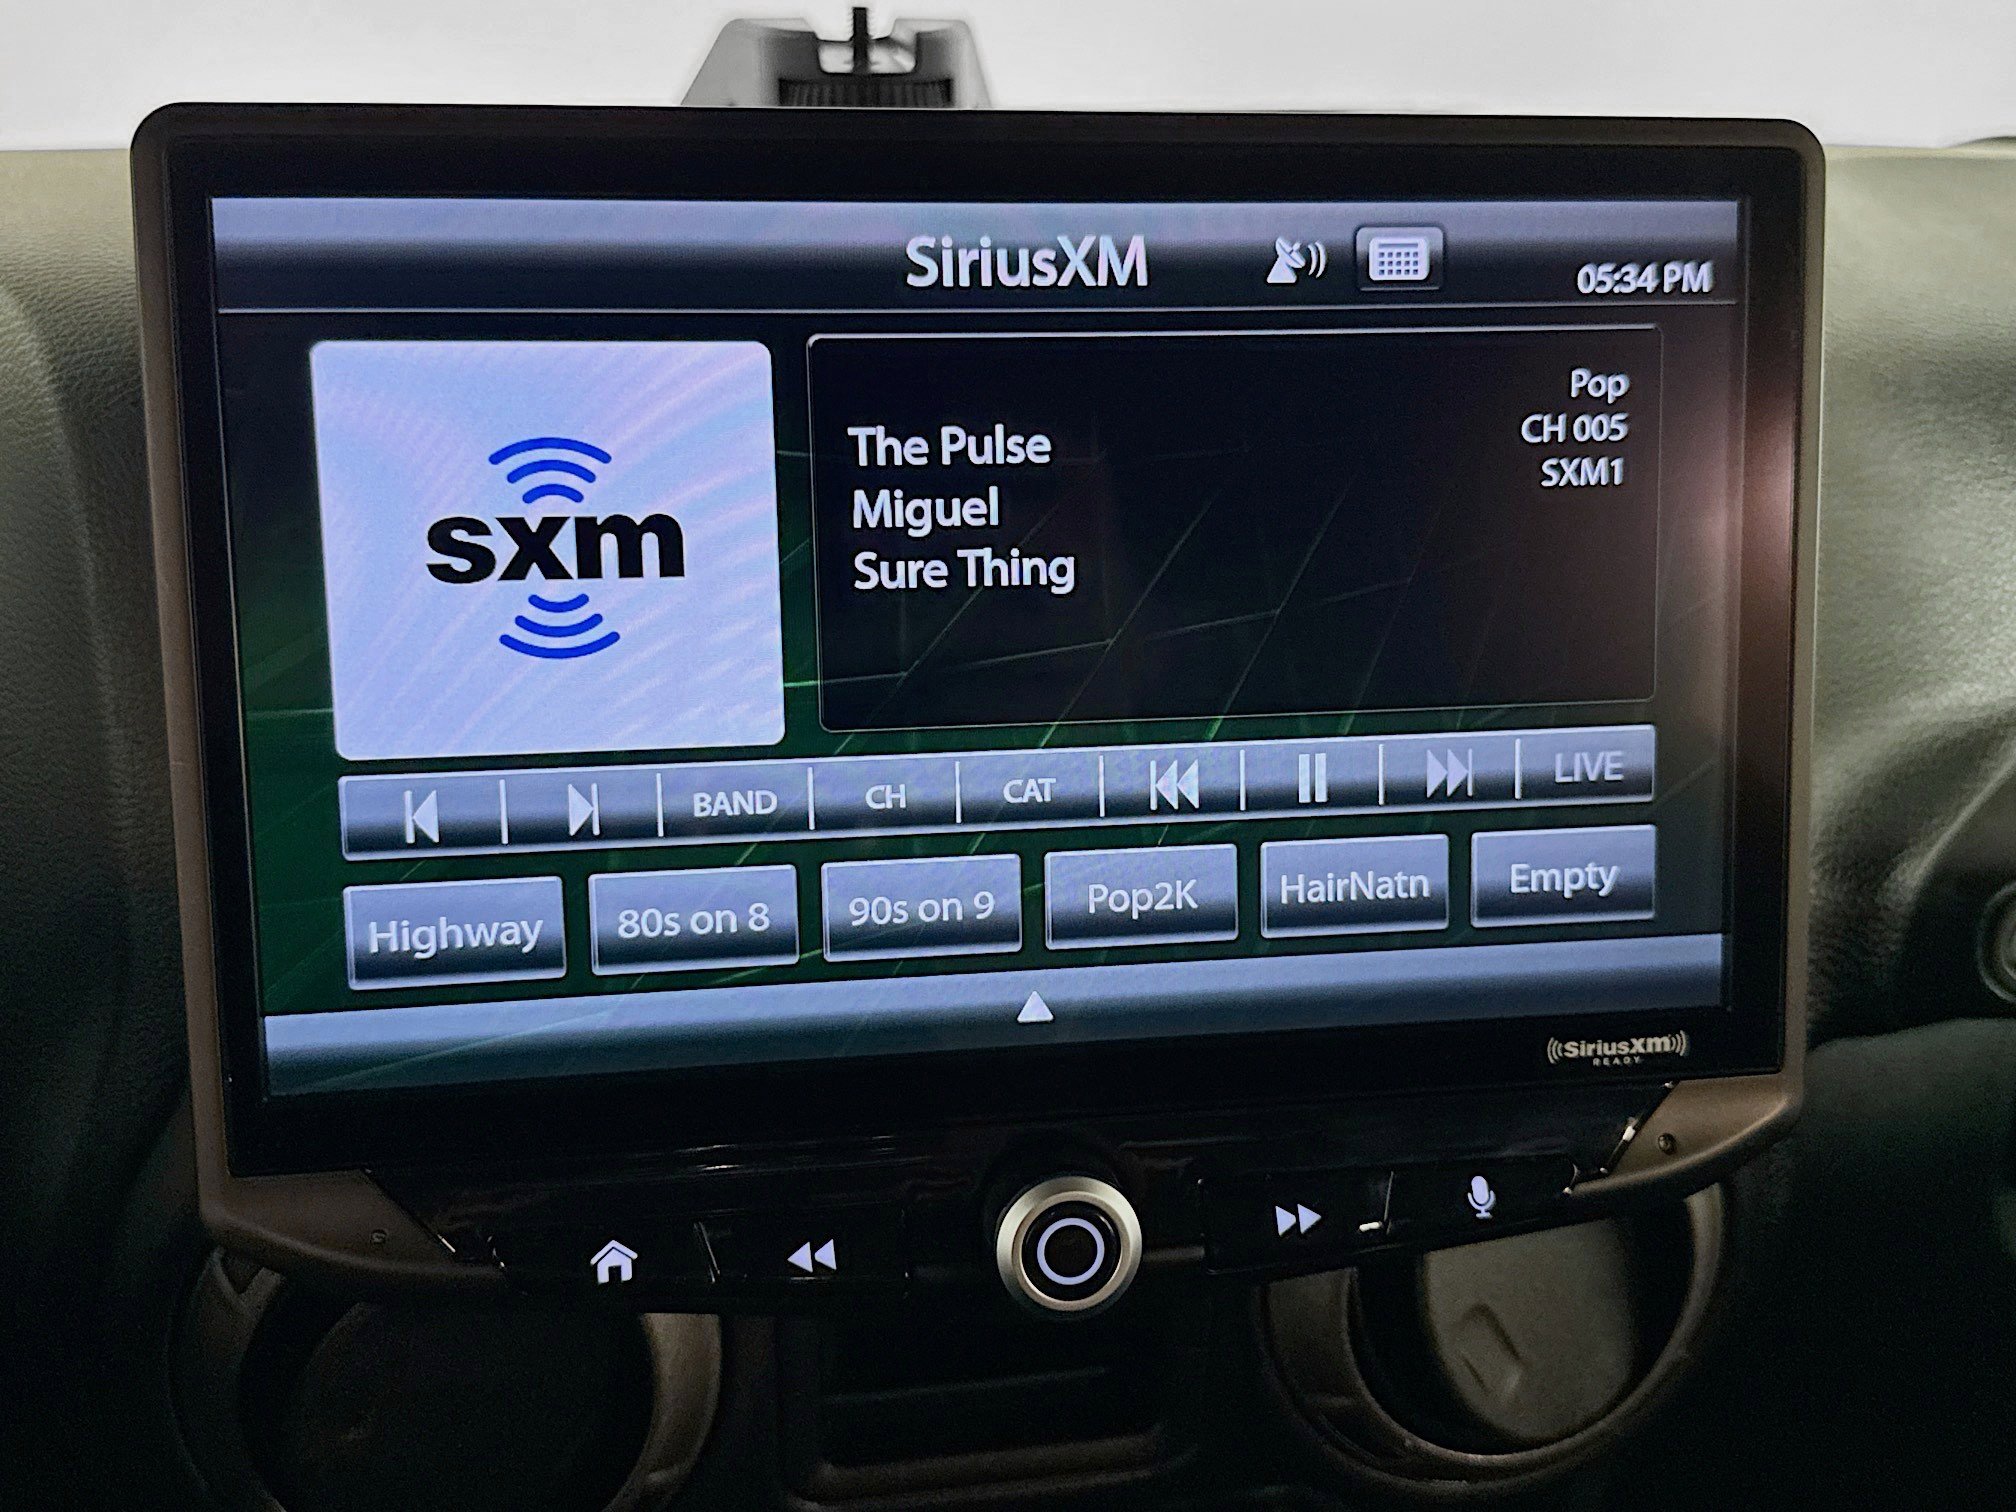 SiriusXM
05:34 PM
sxm
Pop
CH 005
SXM1
The Pulse
Miguel
Sure Thing
BAND CH CAT LIVE
Highway 80s on 8 90s on 9 Pop2K HairNatn Empty
((SiriusXm))
READY